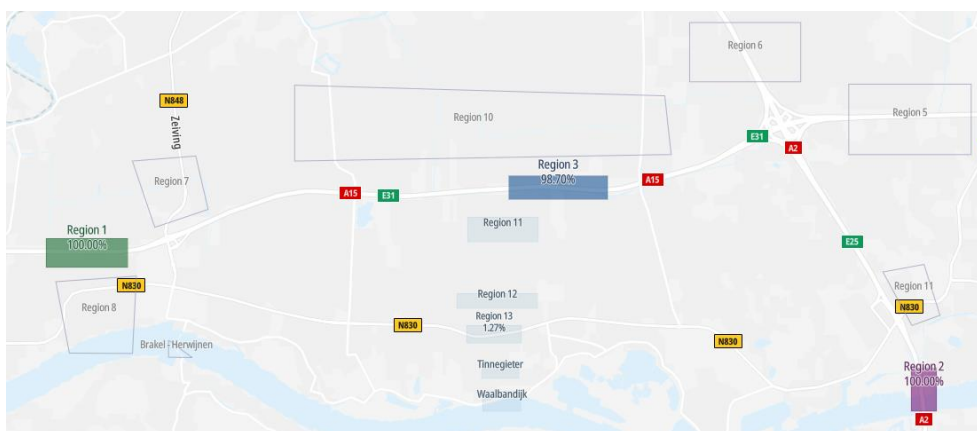 Region 6
N848
Zeiving
Region 10
Region 5
E31
A2
Region 3
98.70%
Region 7
A15
E31
A15
Region 11
Region 1
100.00%
E25
N830
Region 11
Region 8
Region 12
N830
Region 13
1.27%
N830
N830
Brakel - Herwijnen
Tinnegieter
Region 2
100.00%
Waalbandijk
A2